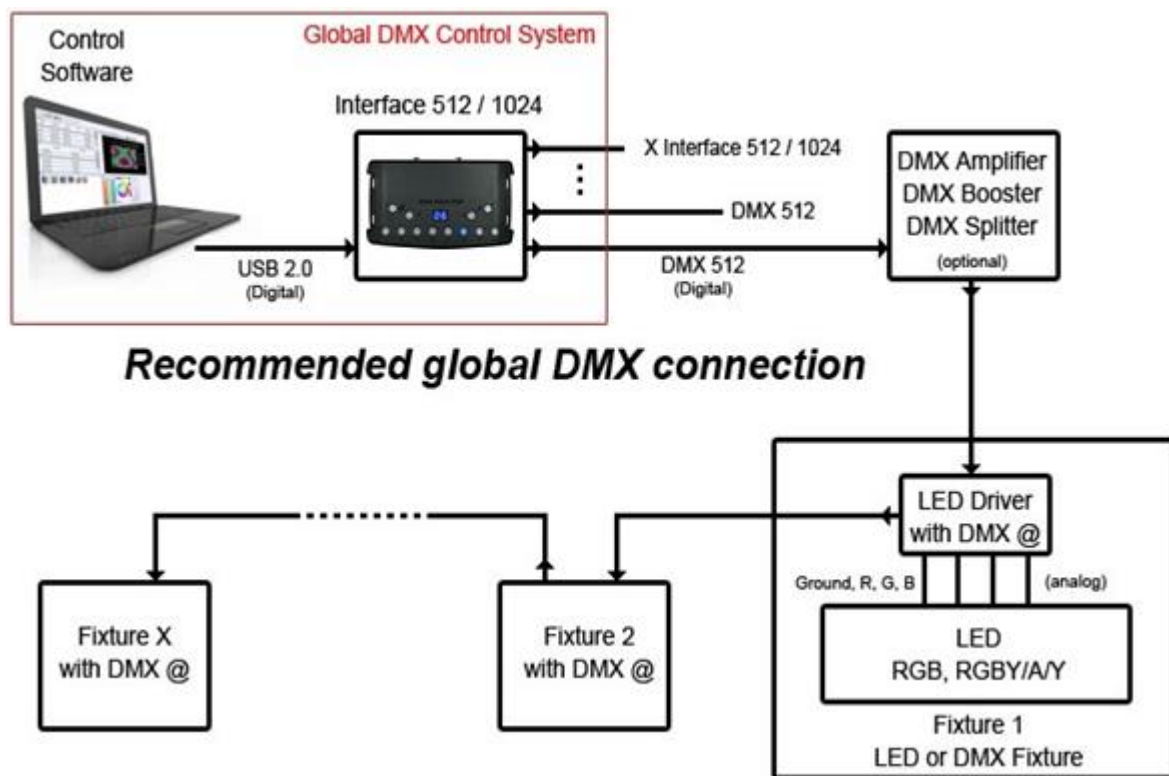 Control
Software
Global DMX Control System
Interface 512 / 1024
X Interface 512 / 1024
DMX 512
USB 2.0
(Digital)
DMX 512
(Digital)
DMX Amplifier
DMX Booster
DMX Splitter
(optional)
Recommended global DMX connection
LED Driver
with DMX @
Ground, R, G, B
(analog)
LED
RGB, RGBY/A/Y
Fixture 1
LED or DMX Fixture
Fixture 2
with DMX @
Fixture X
with DMX @